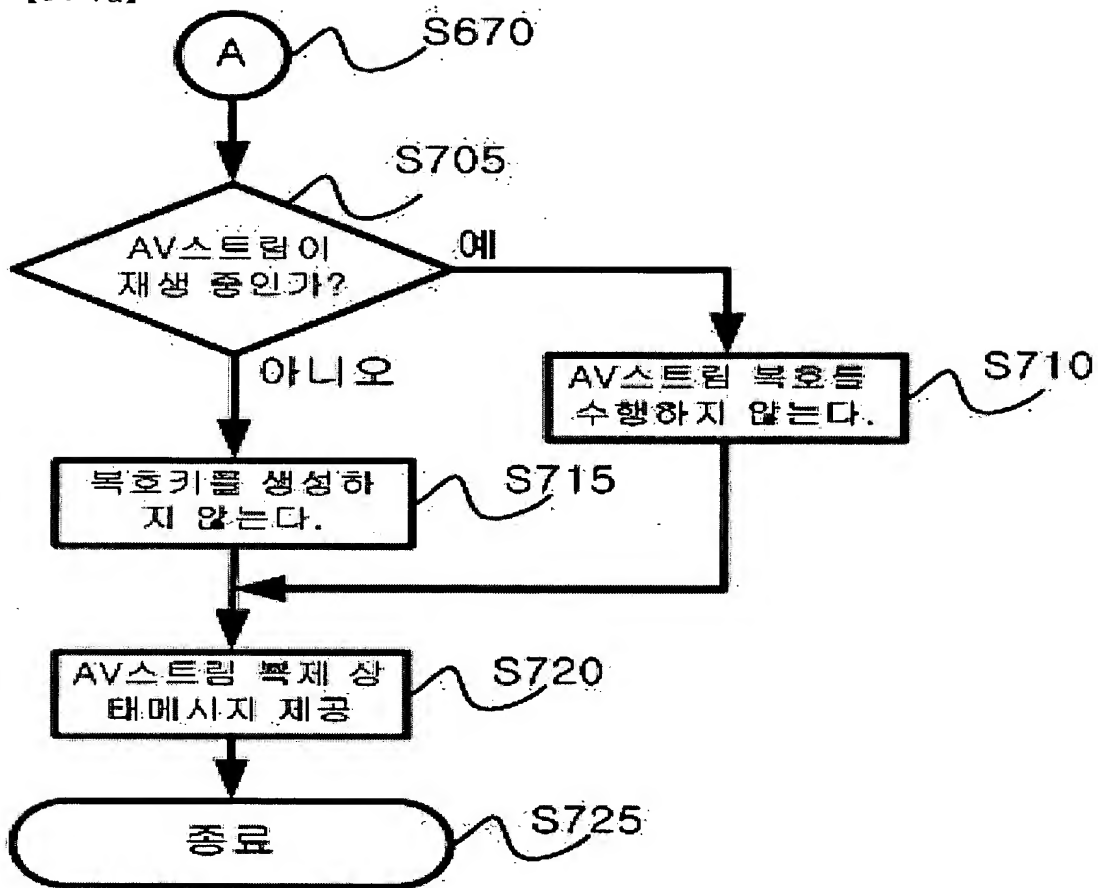 A
S670
S705
AV스트림이
재생 중인가?
예
아니오
AV스트림 복호를
수행하지 않는다.
S710
복호키를 생성하
지 않는다.
S715
AV스트림 복제 상
태메시지 제공
S720
종료
S725